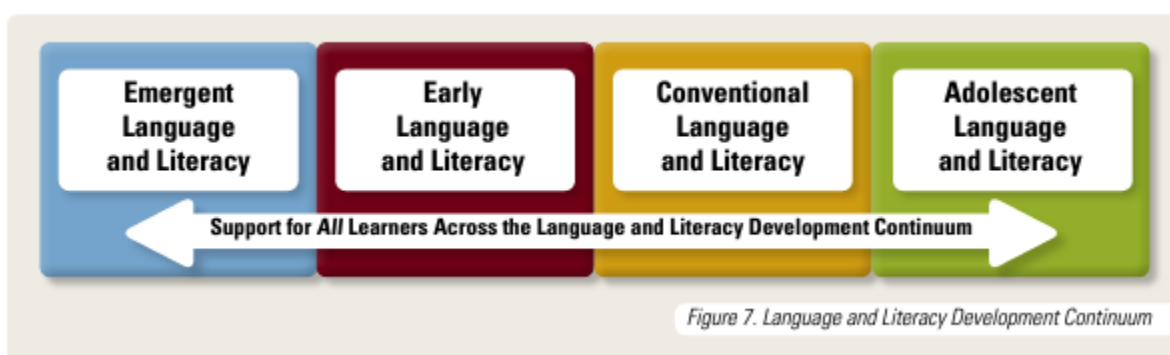 Emergent
Language
and Literacy
Early
Language
and Literacy
Conventional
Language
and Literacy
Adolescent
Language
and Literacy
Support for All Learners Across the Language and Literacy Development Continuum
Figure 7. Language and Literacy Development Continuum